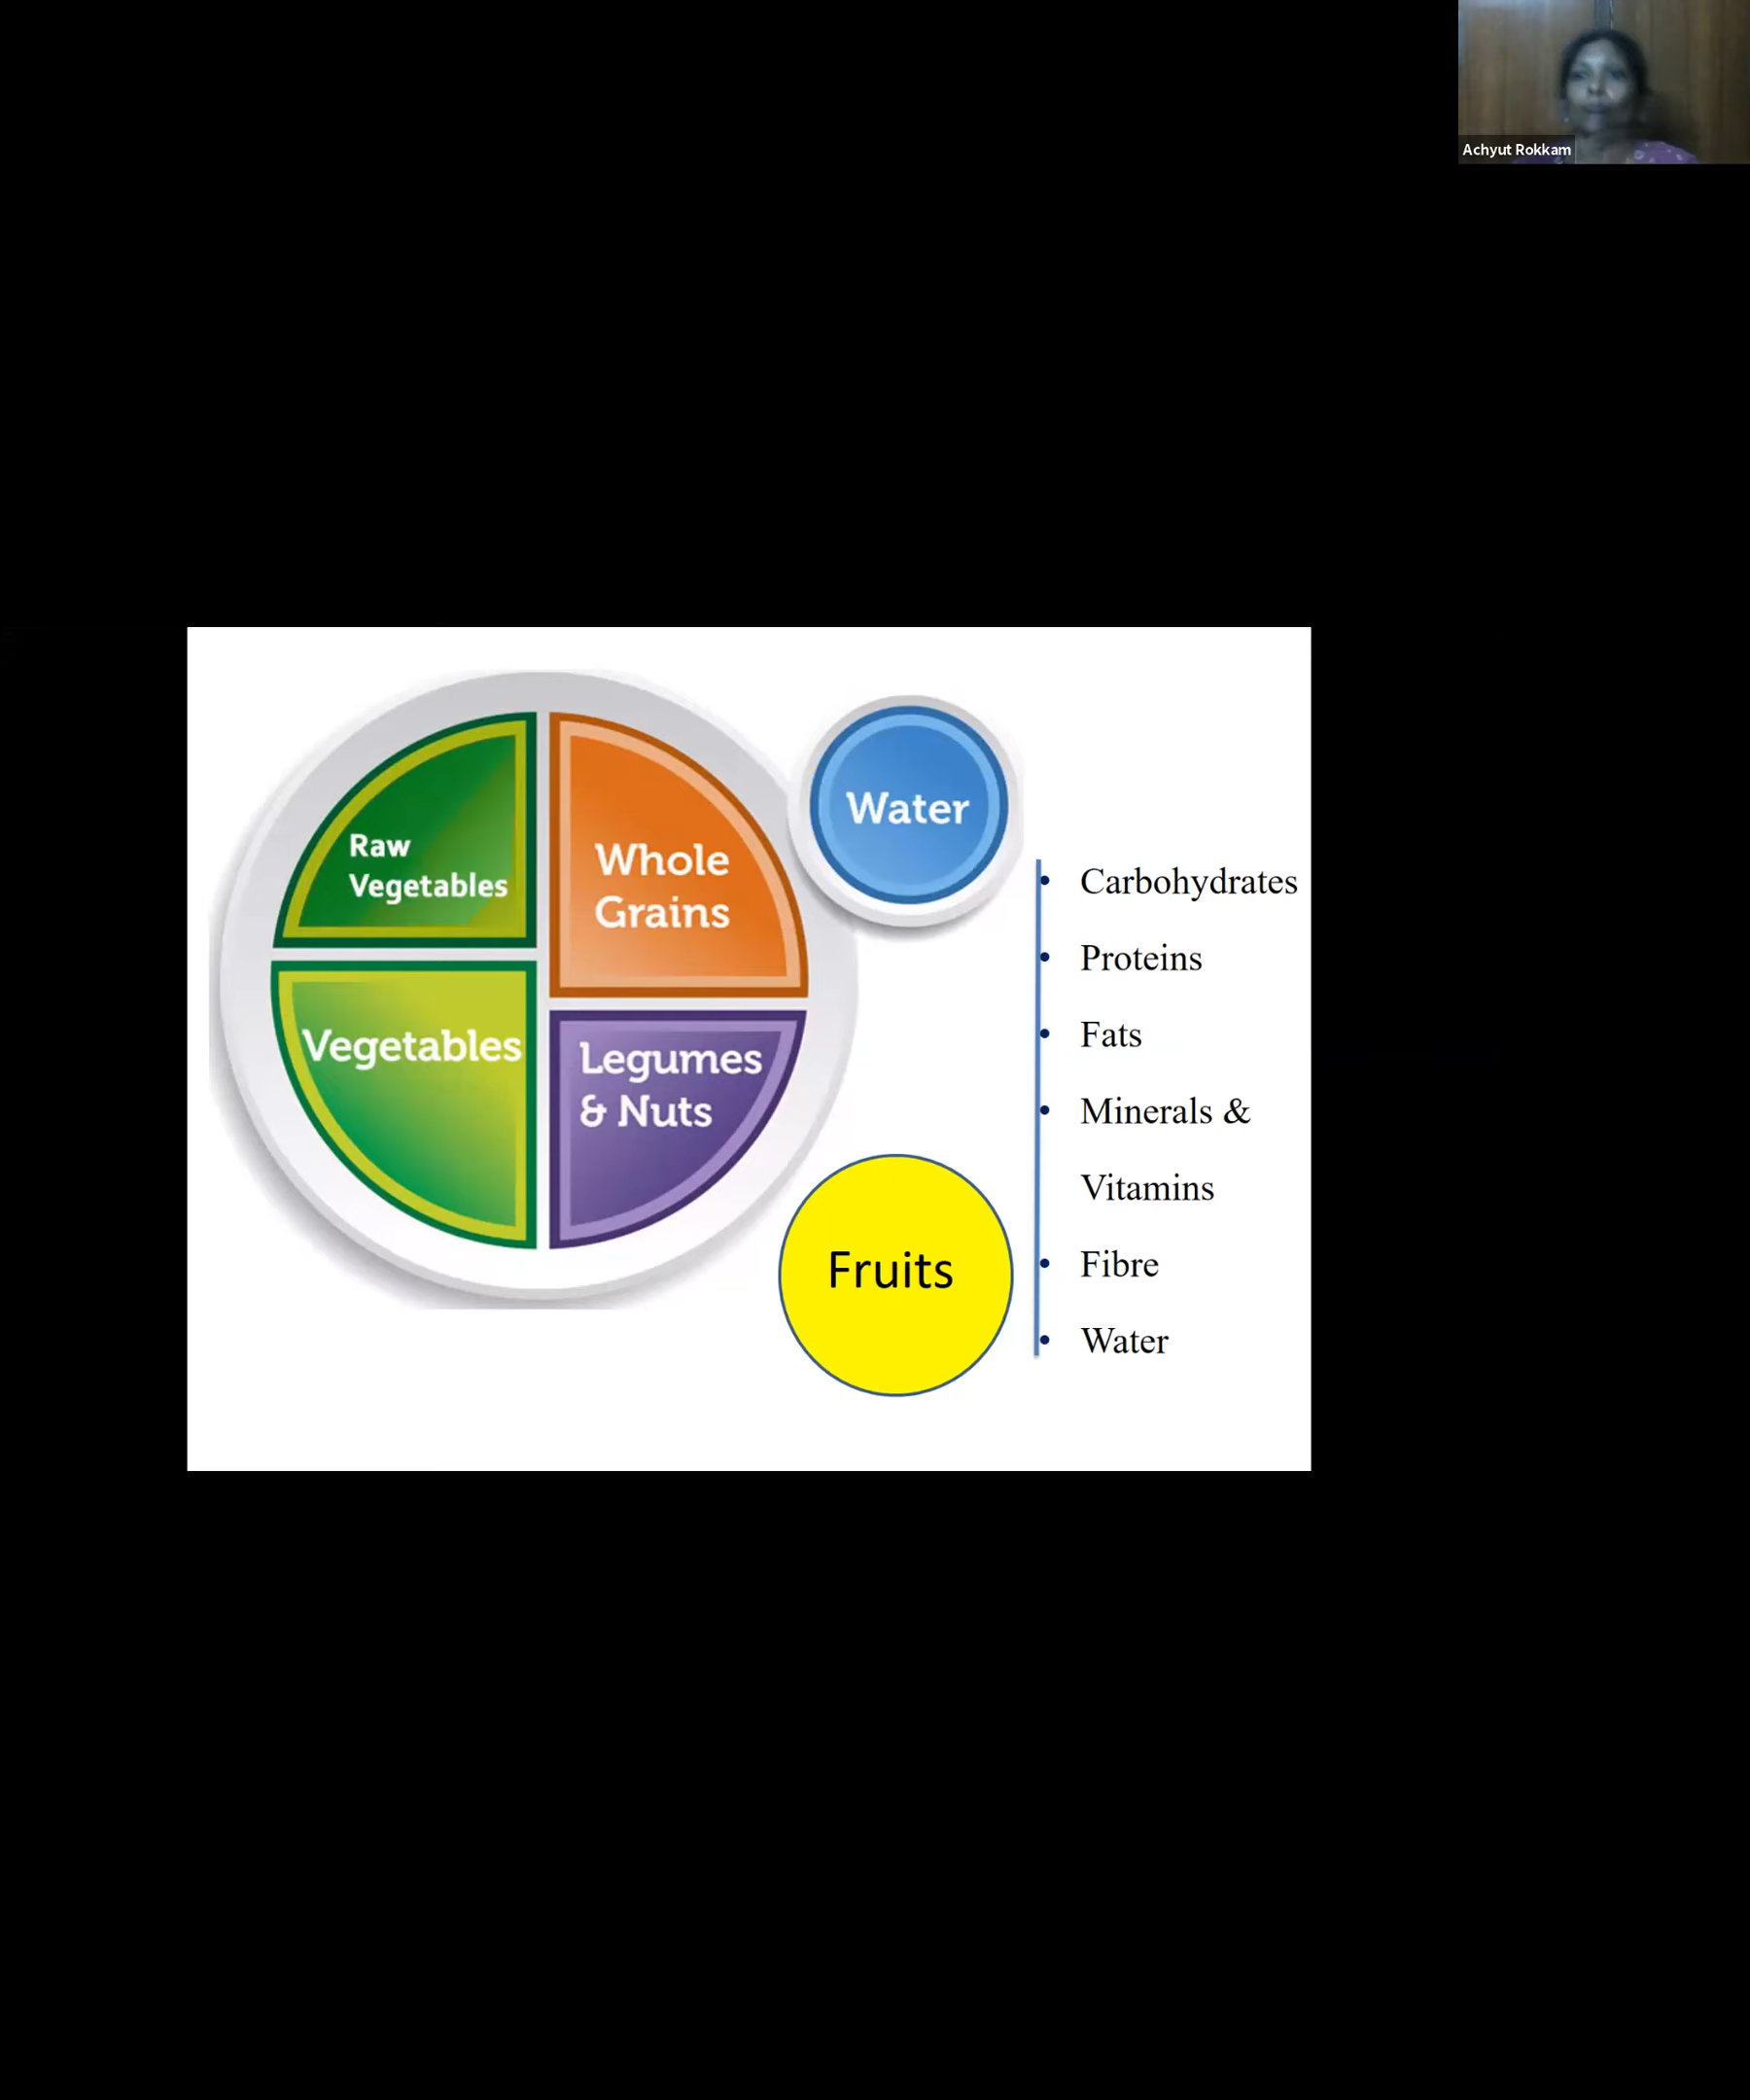 Achyut Rokkam
Raw
Vegetables
Whole
Grains
Water
Vegetables
Legumes
& Nuts
Fruits
• Carbohydrates
• Proteins
• Fats
• Minerals &
Vitamins
• Fibre
• Water